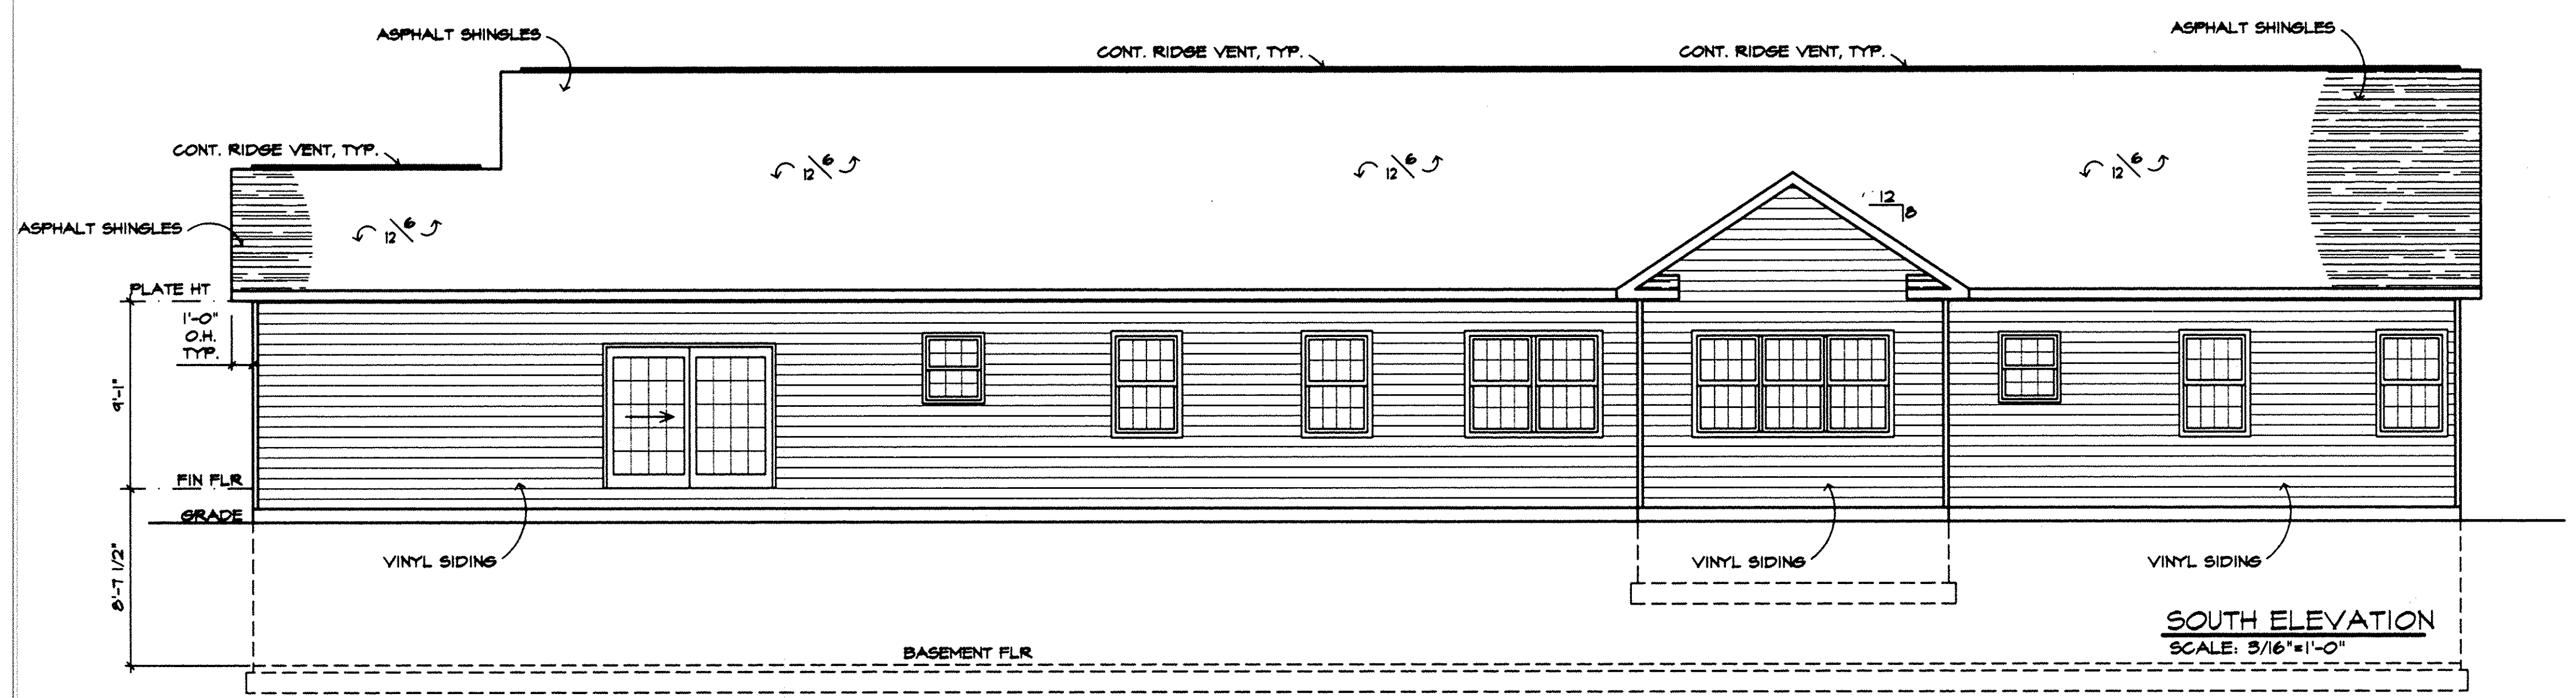 ASPHALT SHINGLES
ASPHALT SHINGLES
CONT. RIDGE VENT, TYP.
CONT. RIDGE VENT, TYP.
CONT. RIDGE VENT, TYP.
12/6
12/6
12/6
12
8
ASPHALT SHINGLES
12/6
PLATE HT
1'-0"
O.H.
TYP.
9'-1"
FIN FLR
GRADE
VINYL SIDING
VINYL SIDING
VINYL SIDING
8'-7 1/2"
SOUTH ELEVATION
SCALE: 3/16"=1'-0"
BASEMENT FLR